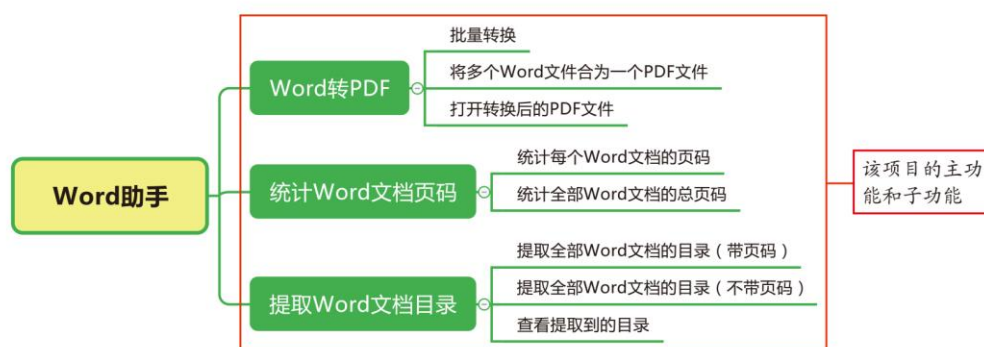 Word助手
Word转PDF
批量转换
将多个Word文件合为一个PDF文件
打开转换后的PDF文件
统计Word文档页码
统计每个Word文档的页码
统计全部Word文档的总页码
提取Word文档目录
提取全部Word文档的目录（带页码）
提取全部Word文档的目录（不带页码）
查看提取到的目录
该项目的主功
能和子功能